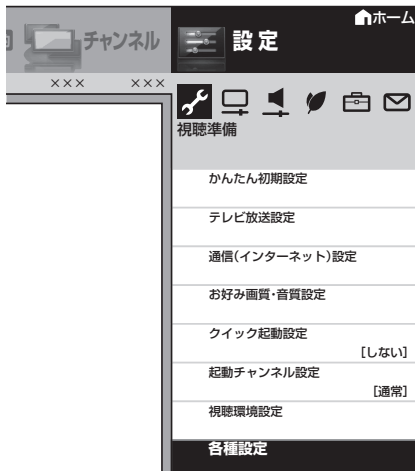 ホーム
チャンネル
設定
××× ×××
視聴準備
かんたん初期設定
テレビ放送設定
通信(インターネット)設定
お好み画質・音質設定
クイック起動設定
[しない]
起動チャンネル設定
[通常]
視聴環境設定
各種設定